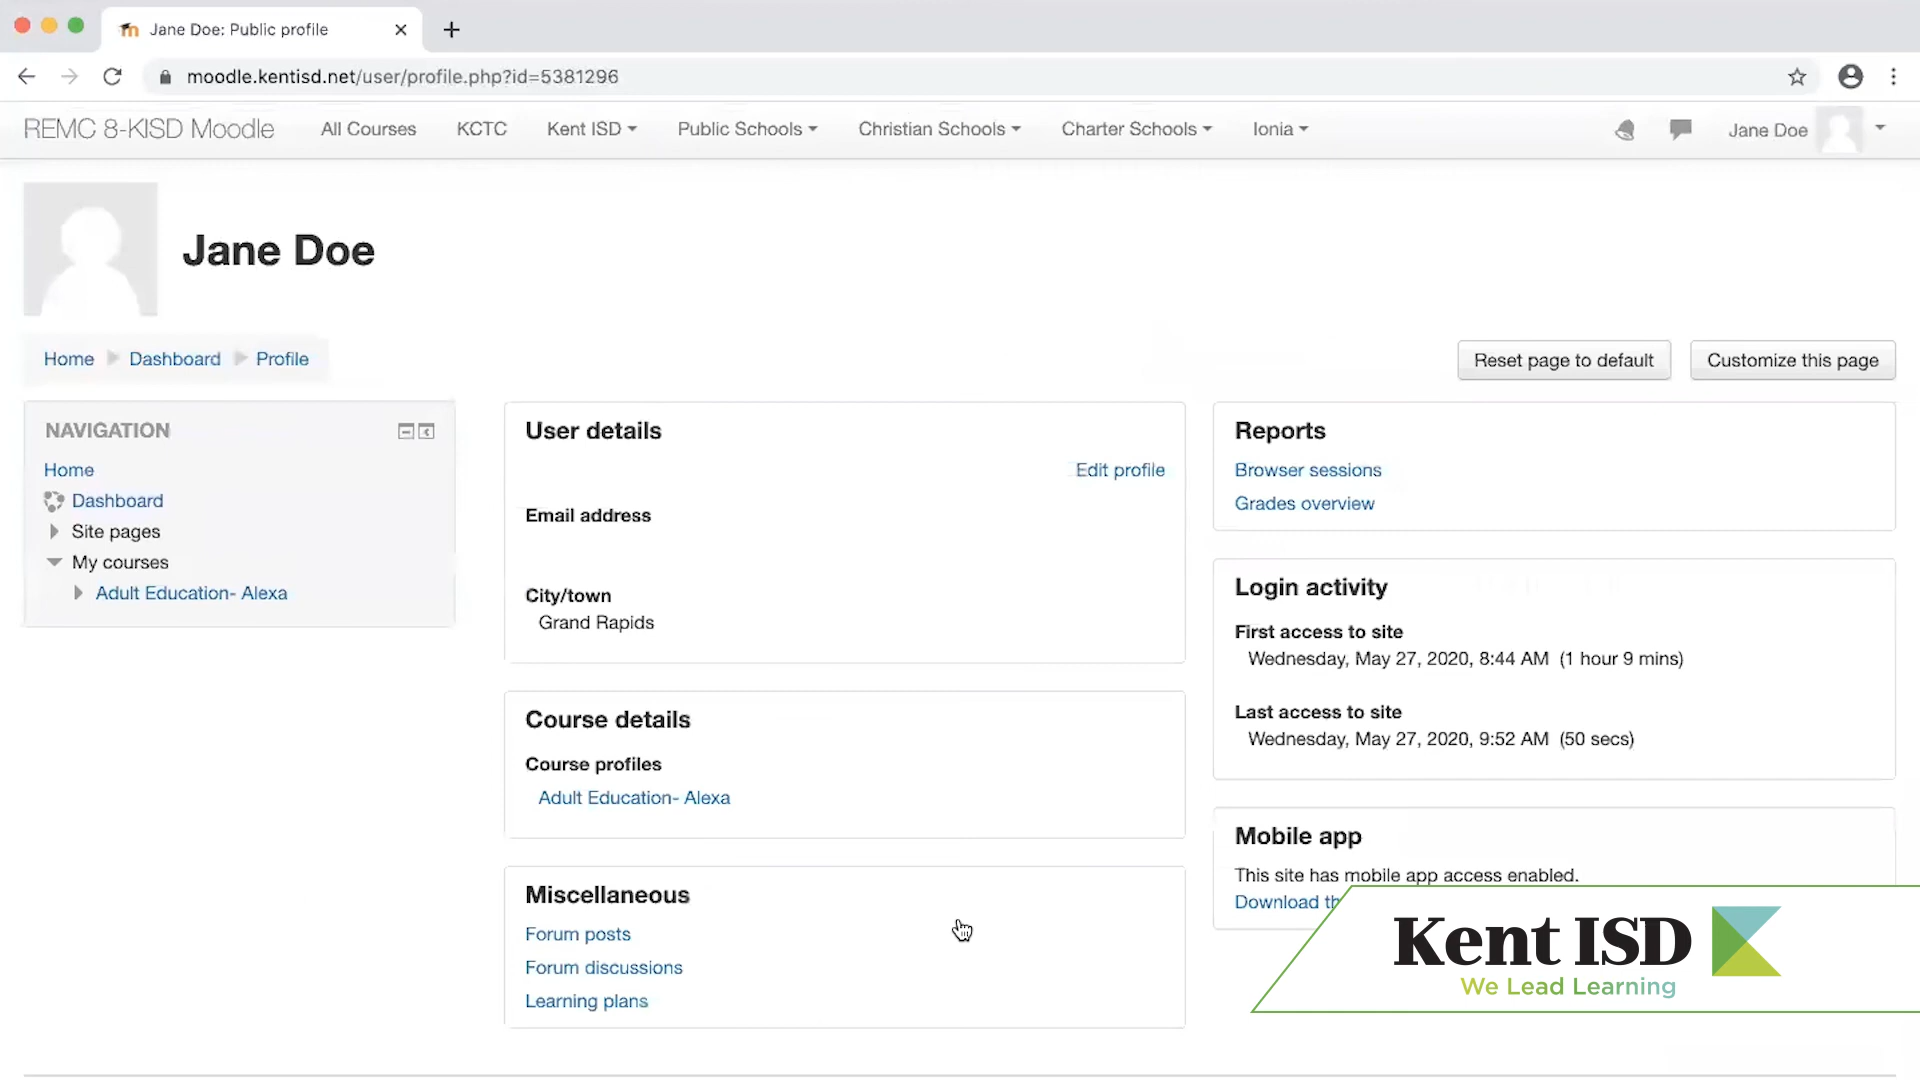 Jane Doe: Public profile
moodle.kentisd.net/user/profile.php?id=5381296
REMC 8-KISD Moodle All Courses KCTC Kent ISD Public Schools Christian Schools Charter Schools Ionia Jane Doe
Jane Doe
Home Dashboard Profile
Reset page to default Customize this page
NAVIGATION
Home
Dashboard
Site pages
My courses
Adult Education- Alexa
User details
Edit profile
Email address
City/town
Grand Rapids
Course details
Course profiles
Adult Education- Alexa
Miscellaneous
Forum posts
Forum discussions
Learning plans
Reports
Browser sessions
Grades overview
Login activity
First access to site
Wednesday, May 27, 2020, 8:44 AM (1 hour 9 mins)
Last access to site
Wednesday, May 27, 2020, 9:52 AM (50 secs)
Mobile app
This site has mobile app access enabled.
Download
Kent ISD
We Lead Learning